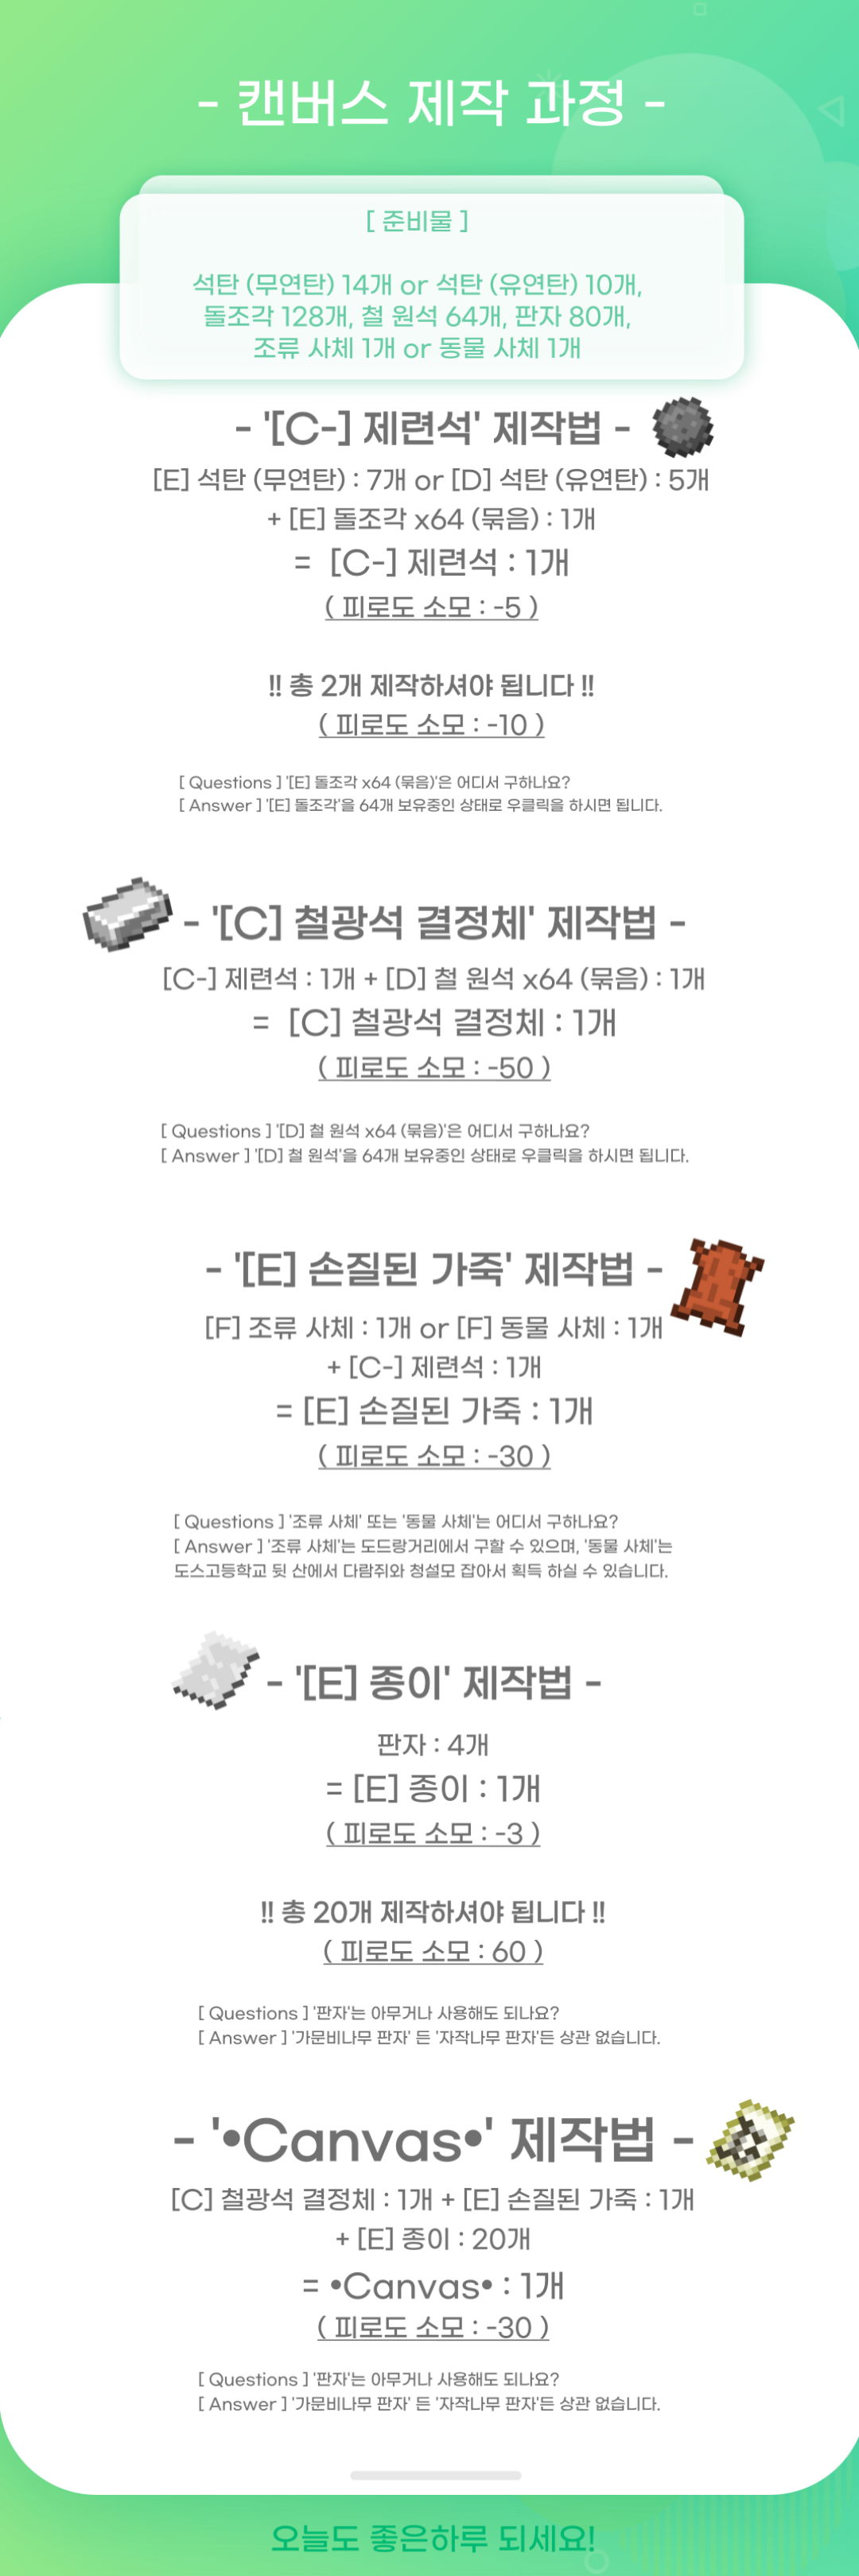 - 캔버스 제작 과정 -
[ 준비물 ]
석탄 (무연탄) 14개 or 석탄 (유연탄) 10개,
돌조각 128개, 철 원석 64개, 판자 80개,
조류 사체 1개 or 동물 사체 1개
- '[C-] 제련석' 제작법 -
[E] 석탄 (무연탄) : 7개 or [D] 석탄 (유연탄) : 5개
+ [E] 돌조각 x64 (묶음) : 1개
= [C-] 제련석 : 1개
( 피로도 소모 : -5 )
!! 총 2개 제작하셔야 됩니다 !!
( 피로도 소모 : -10 )
[ Questions ] '[E] 돌조각 x64 (묶음)'은 어디서 구하나요?
[ Answer ] '[E] 돌조각'을 64개 보유중인 상태로 우클릭을 하시면 됩니다.
- '[C] 철광석 결정체' 제작법 -
[C-] 제련석 : 1개 + [D] 철 원석 x64 (묶음) : 1개
= [C] 철광석 결정체 : 1개
( 피로도 소모 : -50 )
[ Questions ] '[D] 철 원석 x64 (묶음)'은 어디서 구하나요?
[ Answer ] '[D] 철 원석'을 64개 보유중인 상태로 우클릭을 하시면 됩니다.
- '[E] 손질된 가죽' 제작법 -
[F] 조류 사체 : 1개 or [F] 동물 사체 : 1개
+ [C-] 제련석 : 1개
= [E] 손질된 가죽 : 1개
( 피로도 소모 : -30 )
[ Questions ] '조류 사체' 또는 '동물 사체'는 어디서 구하나요?
[ Answer ] '조류 사체'는 도드랑거리에서 구할 수 있으며, '동물 사체'는
도스고등학교 뒷 산에서 다람쥐와 청설모 잡아서 획득 하실 수 있습니다.
- '[E] 종이' 제작법 -
판자 : 4개
= [E] 종이 : 1개
( 피로도 소모 : -3 )
!! 총 20개 제작하셔야 됩니다 !!
( 피로도 소모 : 60 )
[ Questions ] '판자'는 아무거나 사용해도 되나요?
[ Answer ] '가문비나무 판자' 든 '자작나무 판자'든 상관 없습니다.
- '•Canvas•' 제작법 -
[C] 철광석 결정체 : 1개 + [E] 손질된 가죽 : 1개
+ [E] 종이 : 20개
= •Canvas• : 1개
( 피로도 소모 : -30 )
[ Questions ] '판자'는 아무거나 사용해도 되나요?
[ Answer ] '가문비나무 판자' 든 '자작나무 판자'든 상관 없습니다.
오늘도 좋은하루 되세요!